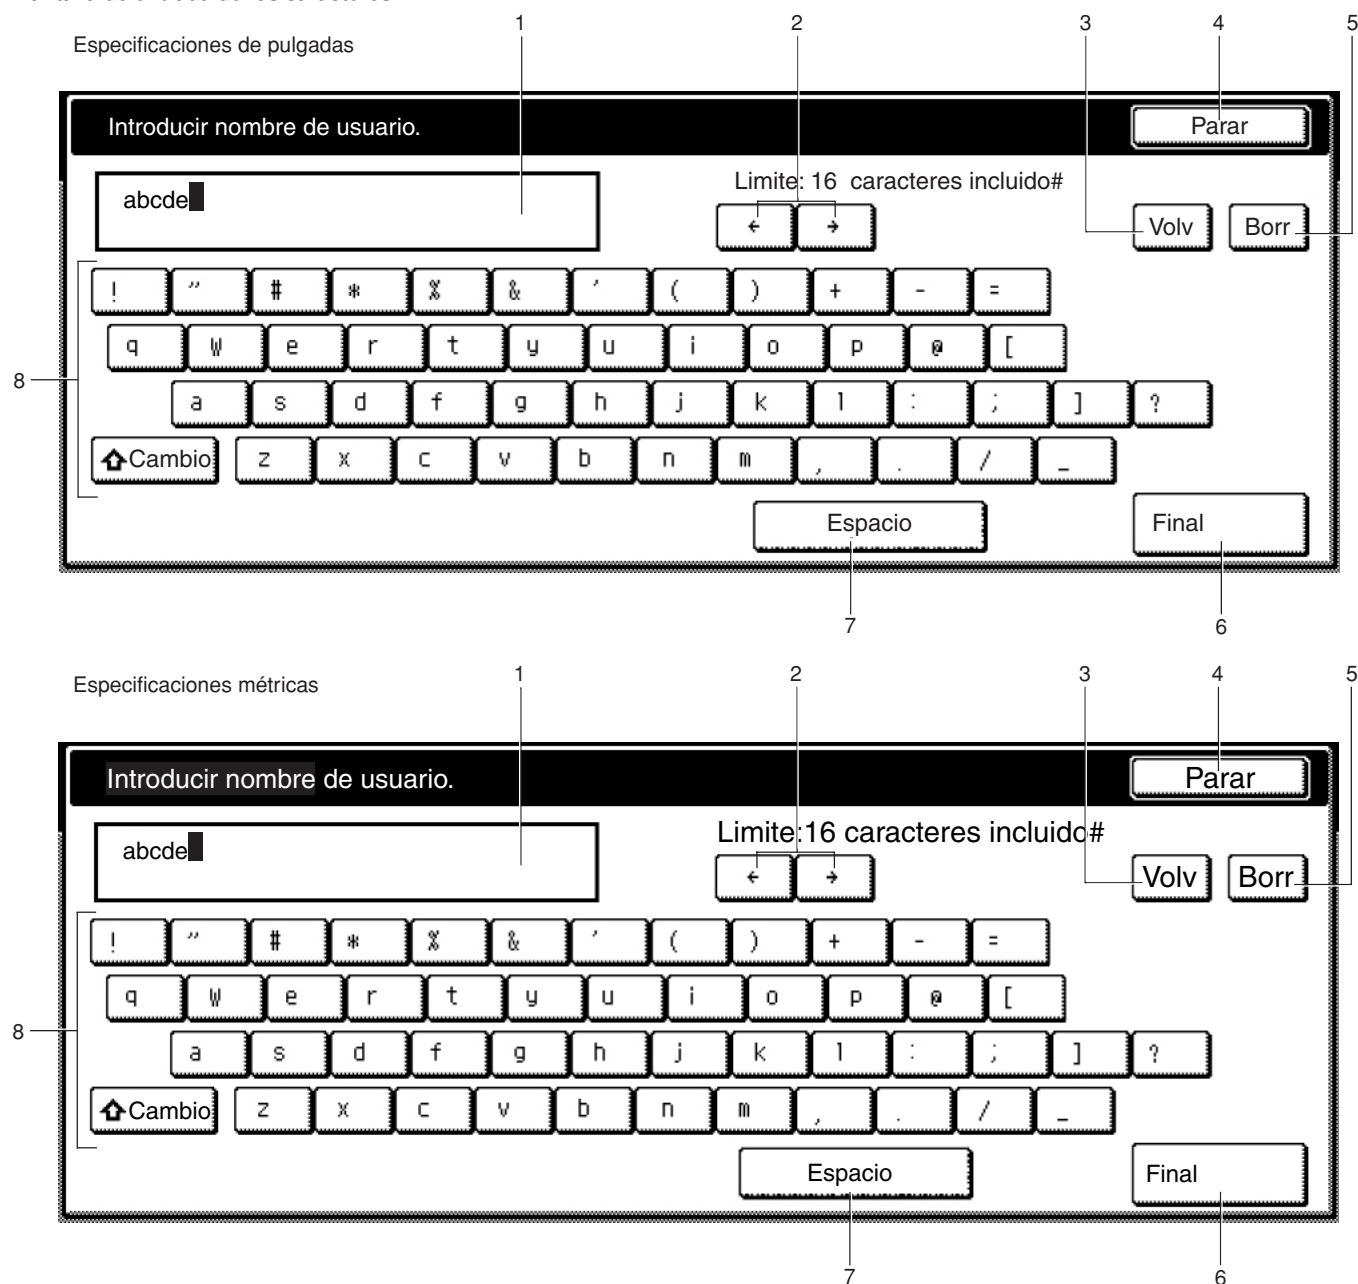 Especificaciones de pulgadas
1 2 3 4 5
Introducir nombre de usuario. Parar
abcde Limite: 16 caracteres incluido#
← → Volv Borr
! " # * % & ' ( ) + - =
q w e r t y u i o p @ [
8 a s d f g h j k l : ; ] ?
Cambio z x c v b n m , . / _
Espacio Final
7 6
Especificaciones métricas
1 2 3 4 5
Introducir nombre de usuario. Parar
abcde Limite:16 caracteres incluido#
← → Volv Borr
! " # * % & ' ( ) + - =
q w e r t y u i o p @ [
8 a s d f g h j k l : ; ] ?
Cambio z x c v b n m , . / _
Espacio Final
7 6